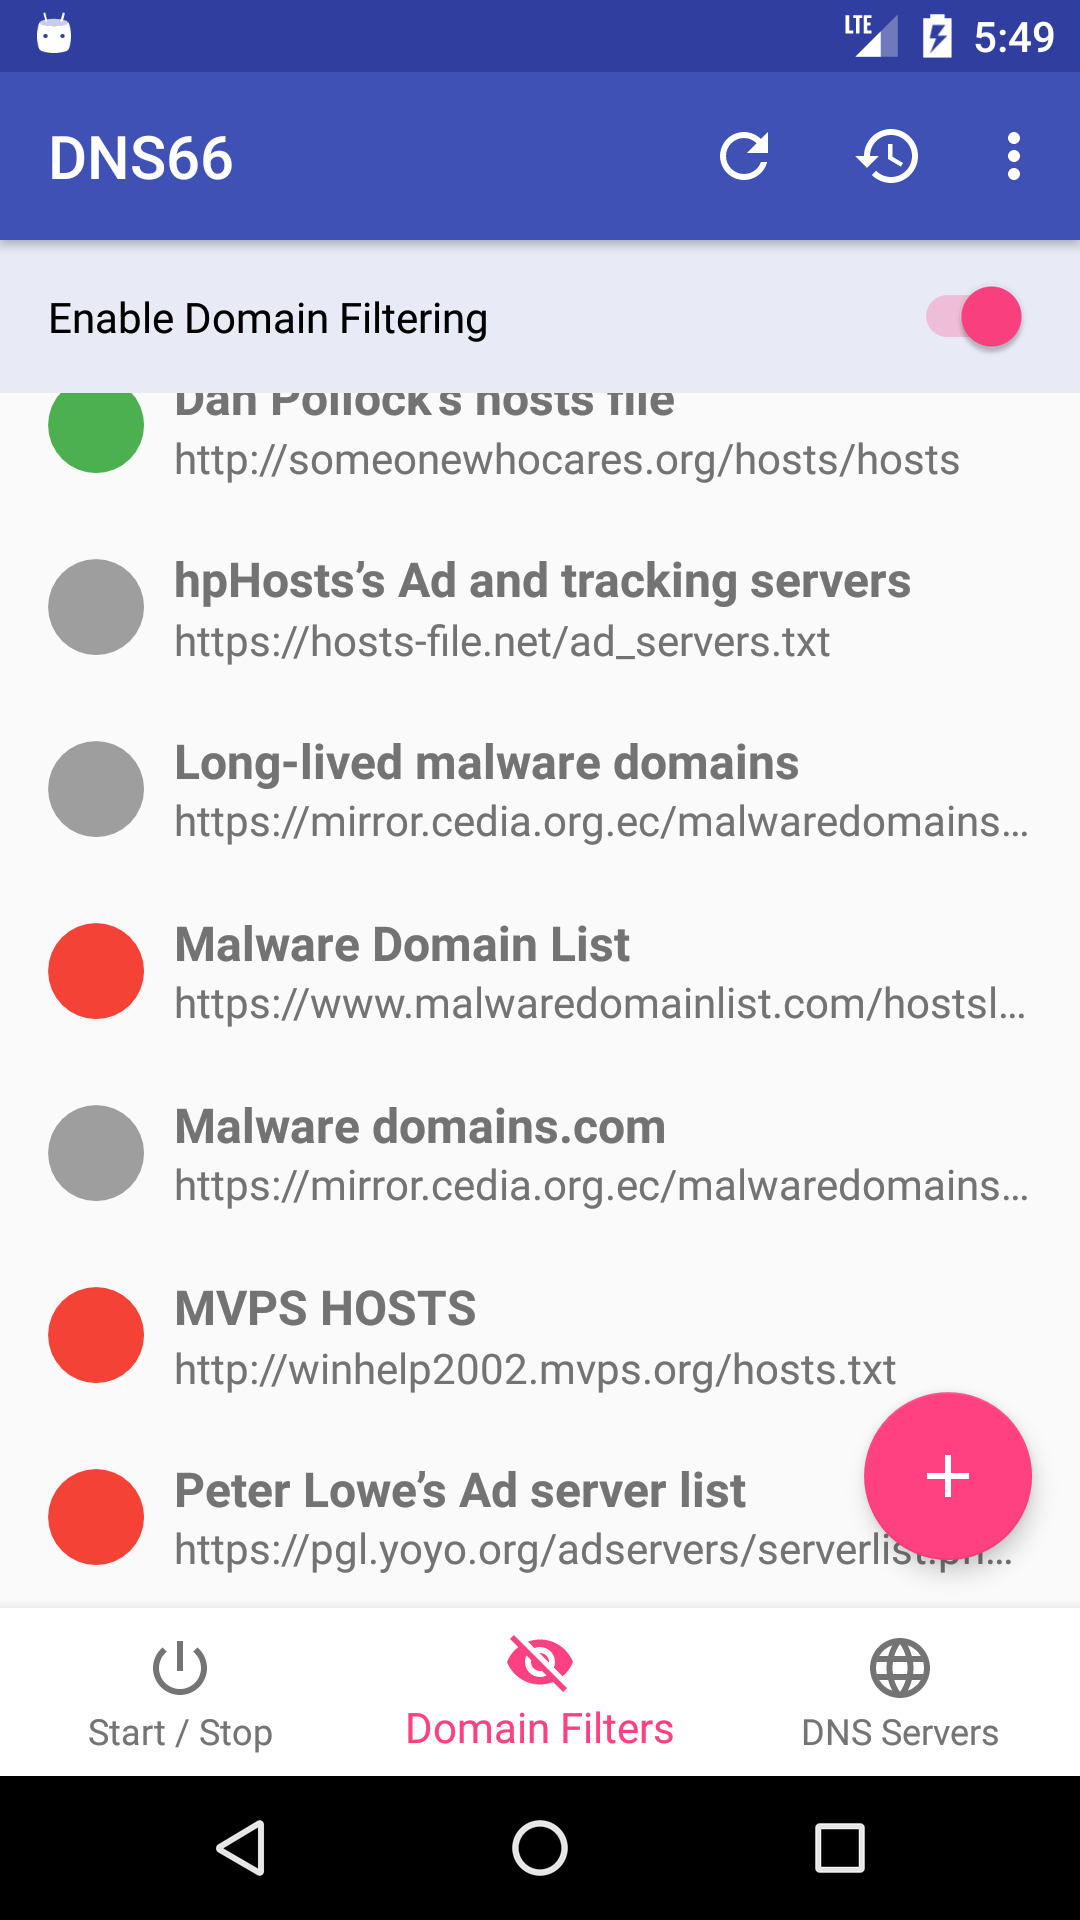 LTE 5:49
DNS66
Enable Domain Filtering
Dan Pollock's hosts file
http://someonewhocares.org/hosts/hosts
hpHosts’s Ad and tracking servers
https://hosts-file.net/ad_servers.txt
Long-lived malware domains
https://mirror.cedia.org.ec/malwaredomains…
Malware Domain List
https://www.malwaredomainlist.com/hostsl…
Malware domains.com
https://mirror.cedia.org.ec/malwaredomains…
MVPS HOSTS
http://winhelp2002.mvps.org/hosts.txt
Peter Lowe’s Ad server list
https://pgl.yoyo.org/adservers/serverlist.ph…
Start / Stop
Domain Filters
DNS Servers